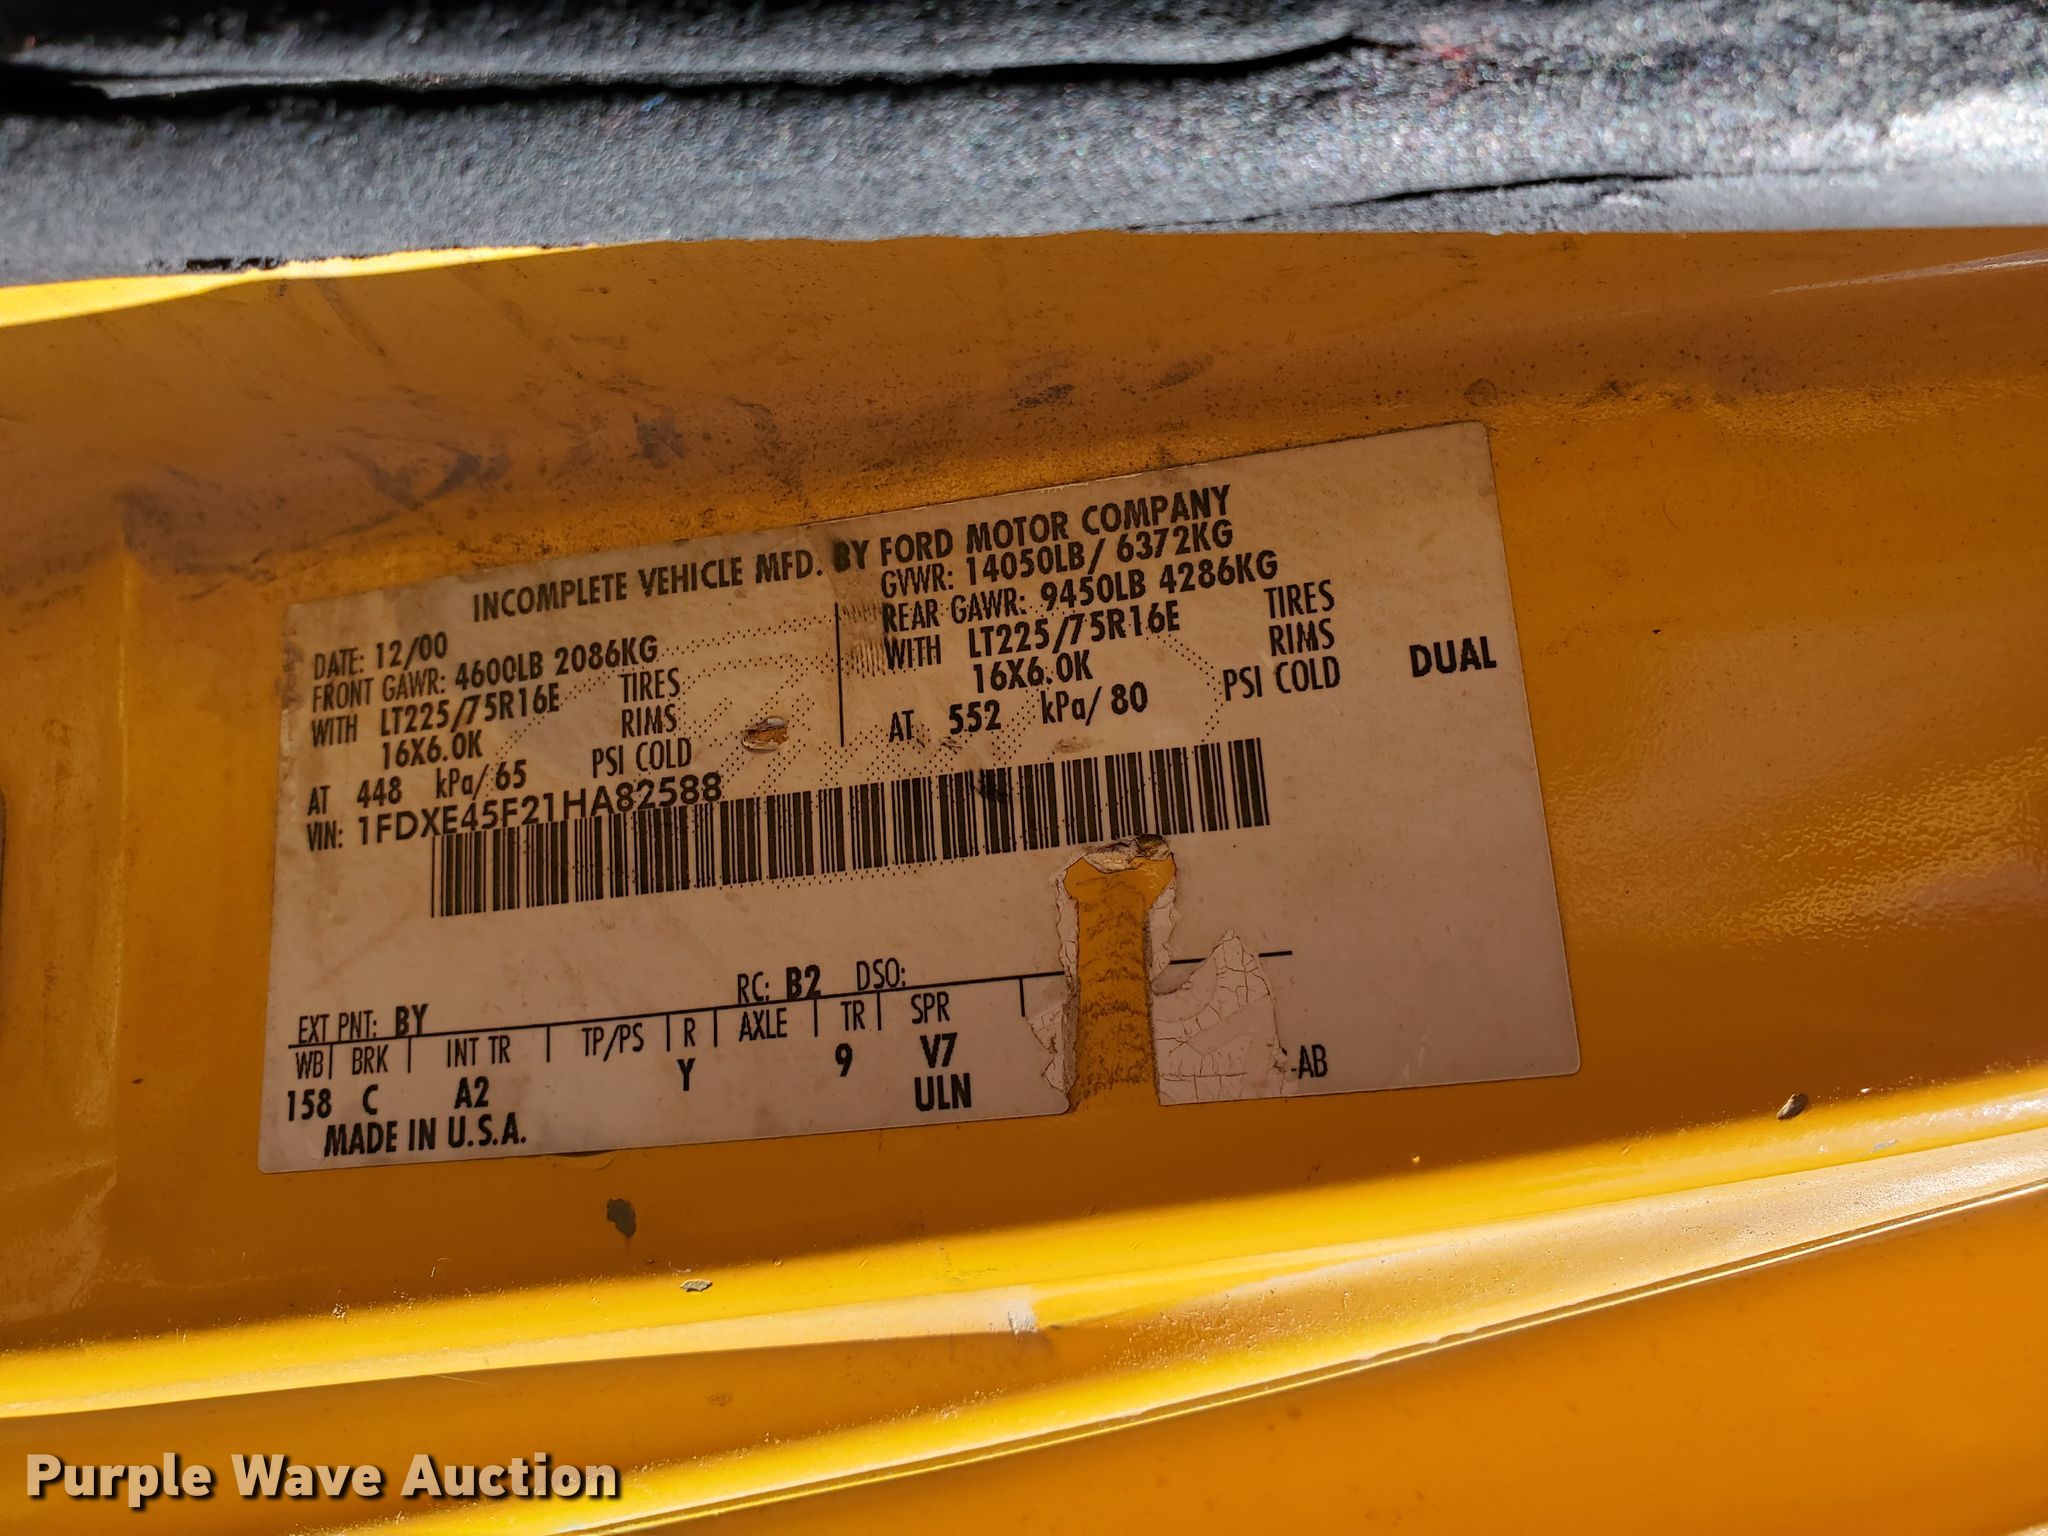 INCOMPLETE VEHICLE MFD. BY FORD MOTOR COMPANY
DATE: 12/00
FRONT GAWR: 4600LB 2086KG
WITH LT225/75R16E TIRES
16X6.0K RIMS
AT 448 kPa/ 65 PSI COLD
GVWR: 14050LB/ 6372KG
REAR GAWR: 9450LB 4286KG
WITH LT225/75R16E TIRES
16X6.0K RIMS
AT 552 kPa/ 80 PSI COLD DUAL
VIN: 1FDXE45F21HA82588
EXT PNT: BY RC: B2 DSO:
WB BRK INT TR TP/PS R AXLE TR SPR
158 C A2 Y 9 V7
ULN
-AB
MADE IN U.S.A.
Purple Wave Auction